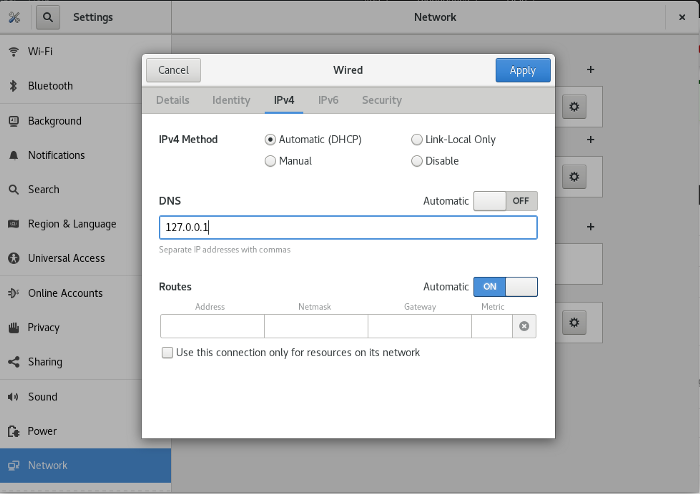 Settings
Network
Wi-Fi
Bluetooth
Background
Notifications
Search
Region & Language
Universal Access
Online Accounts
Privacy
Sharing
Sound
Power
Network
Cancel
Wired
Apply
Details
Identity
IPv4
IPv6
Security
IPv4 Method
Automatic (DHCP)
Link-Local Only
Manual
Disable
DNS
Automatic
OFF
127.0.0.1
Separate IP addresses with commas
Routes
Automatic
ON
Address
Netmask
Gateway
Metric
Use this connection only for resources on its network